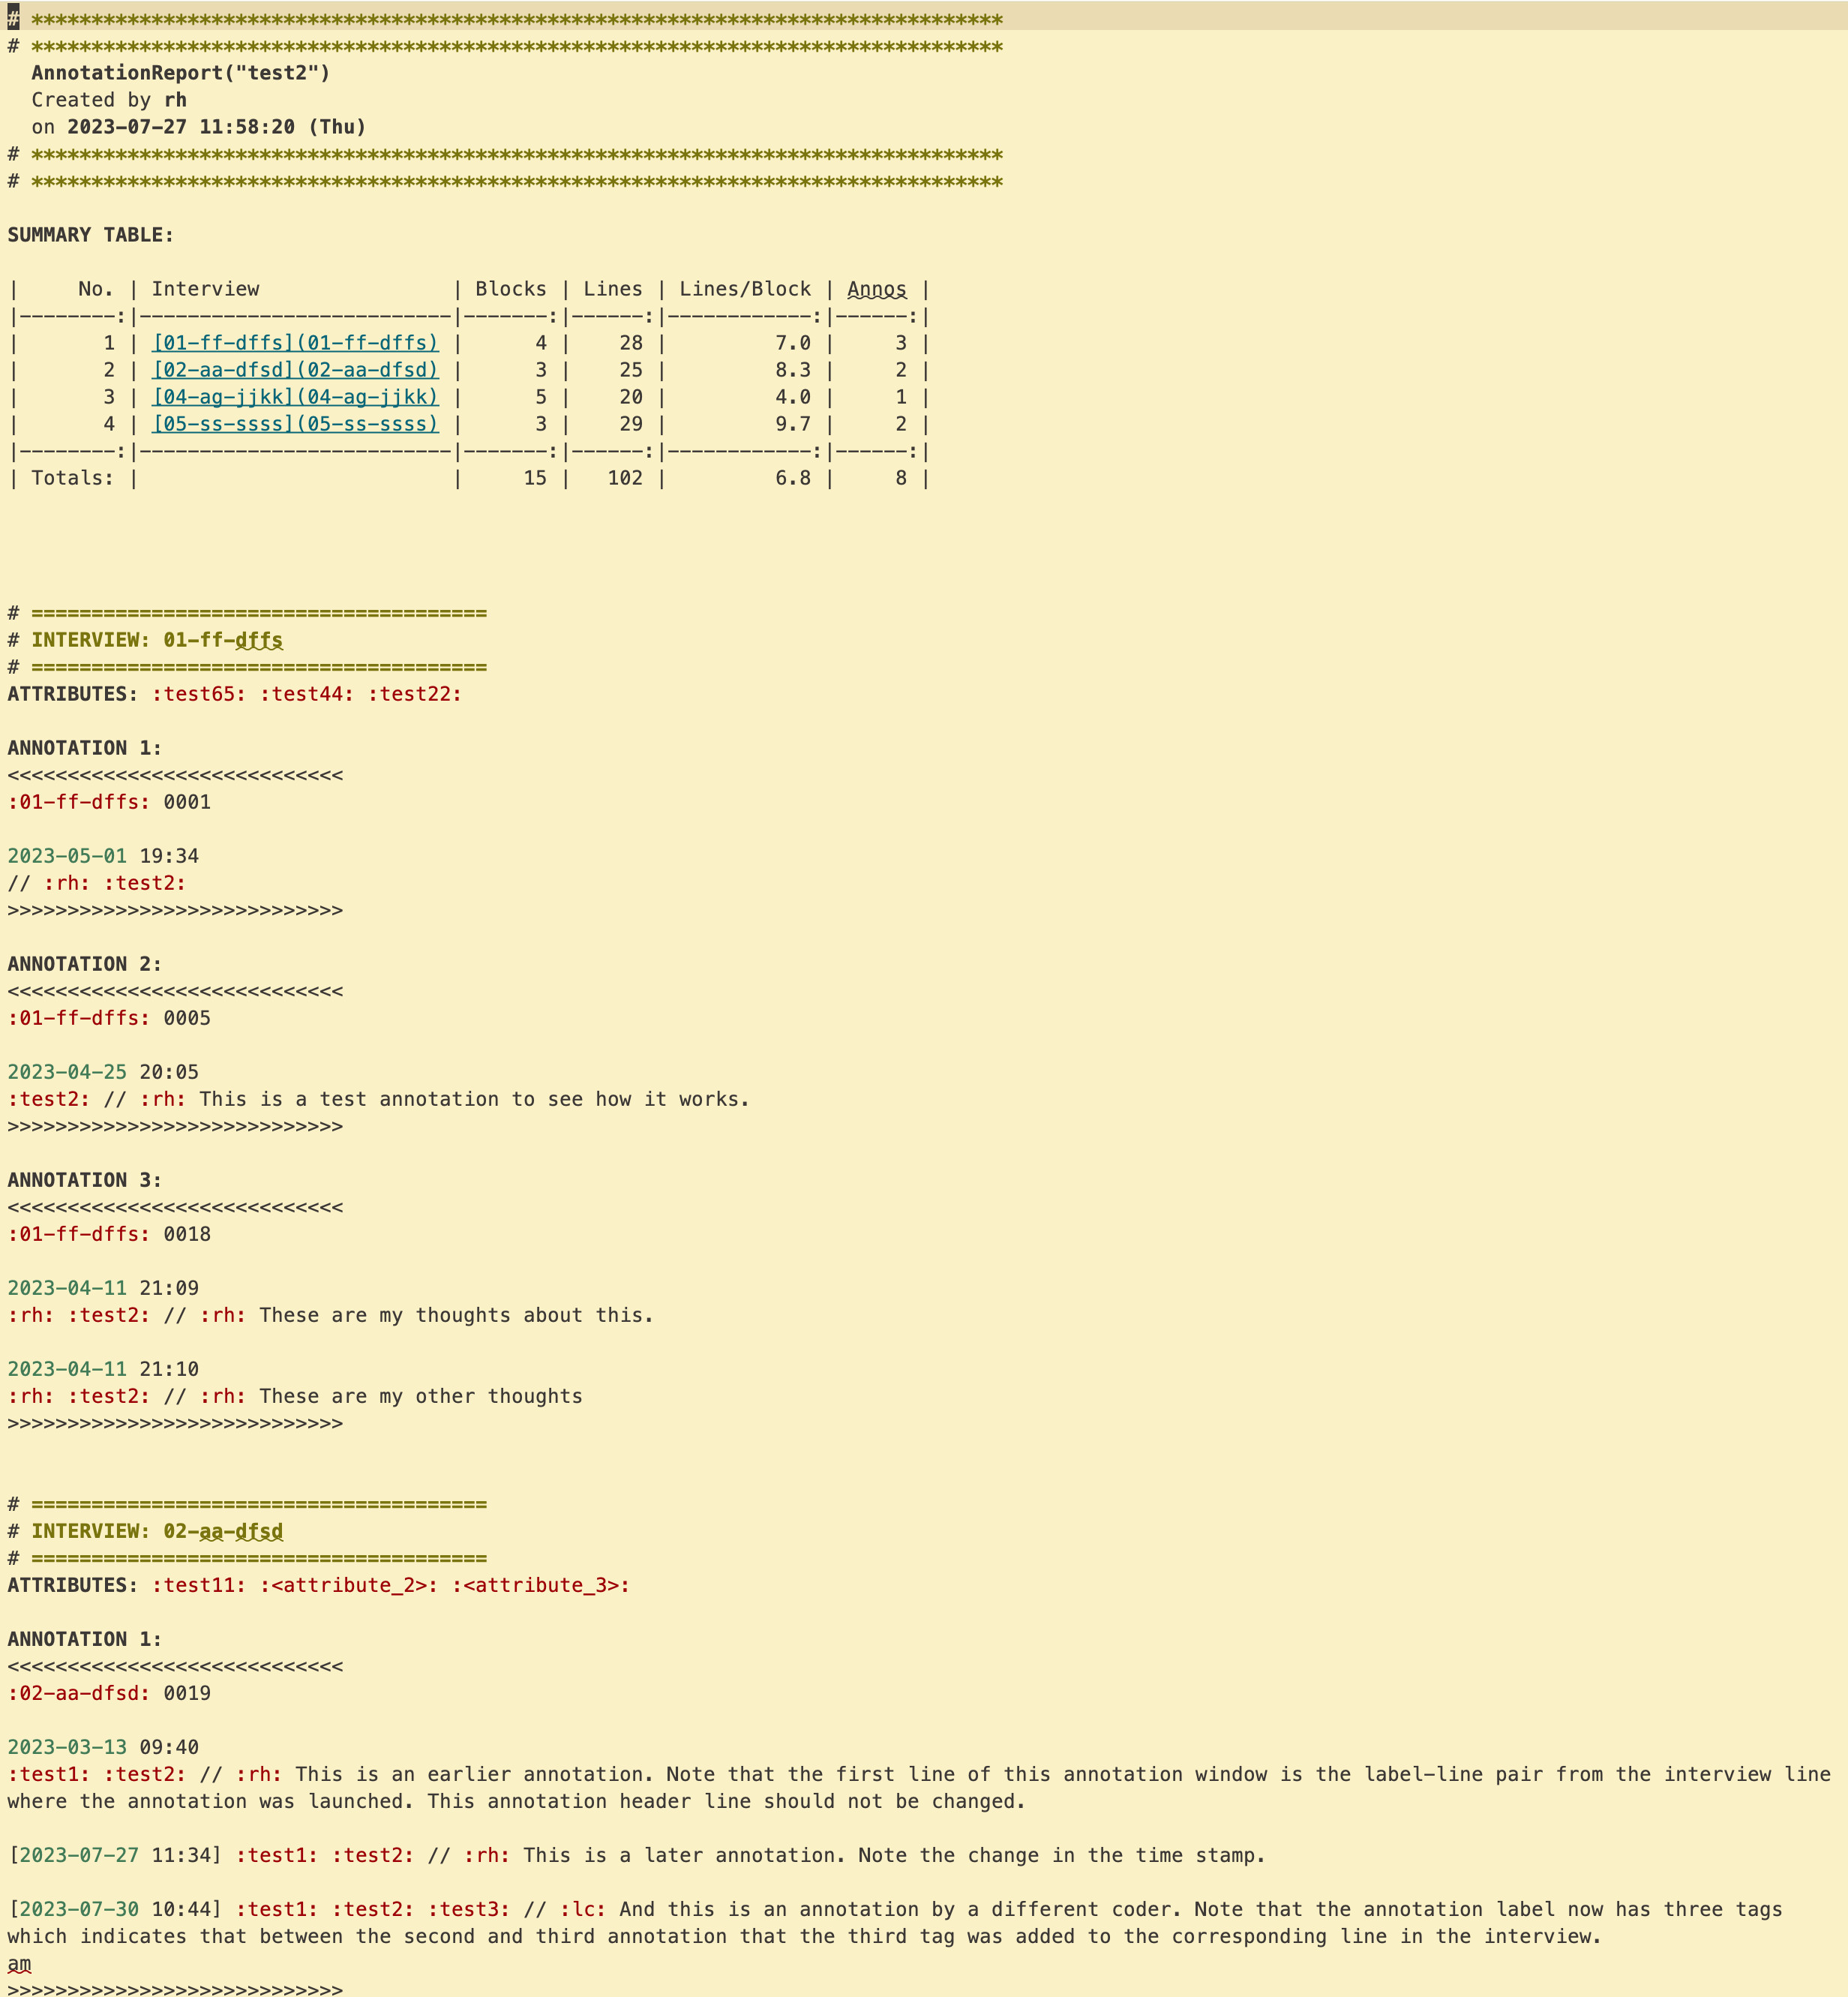 # *********************************************************************************
# *********************************************************************************
  AnnotationReport("test2")
  Created by rh
  on 2023-07-27 11:58:20 (Thu)
# *********************************************************************************
# *********************************************************************************

SUMMARY TABLE:

|     No. | Interview                | Blocks | Lines | Lines/Block | Annos |
|--------:|--------------------------|-------:|------:|------------:|------:|
|       1 | [01-ff-dffs](01-ff-dffs) |      4 |    28 |         7.0 |     3 |
|       2 | [02-aa-dfsd](02-aa-dfsd) |      3 |    25 |         8.3 |     2 |
|       3 | [04-ag-jjkk](04-ag-jjkk) |      5 |    20 |         4.0 |     1 |
|       4 | [05-ss-ssss](05-ss-ssss) |      3 |    29 |         9.7 |     2 |
|--------:|--------------------------|-------:|------:|------------:|------:|
| Totals: |                          |     15 |   102 |         6.8 |     8 |

# ======================================
# INTERVIEW: 01-ff-dffs
# ======================================
ATTRIBUTES: :test65: :test44: :test22:

ANNOTATION 1:
<<<<<<<<<<<<<<<<<<<<<<<<<<<<
:01-ff-dffs: 0001

2023-05-01 19:34
// :rh: :test2:
>>>>>>>>>>>>>>>>>>>>>>>>>>>>

ANNOTATION 2:
<<<<<<<<<<<<<<<<<<<<<<<<<<<<
:01-ff-dffs: 0005

2023-04-25 20:05
:test2: // :rh: This is a test annotation to see how it works.
>>>>>>>>>>>>>>>>>>>>>>>>>>>>

ANNOTATION 3:
<<<<<<<<<<<<<<<<<<<<<<<<<<<<
:01-ff-dffs: 0018

2023-04-11 21:09
:rh: :test2: // :rh: These are my thoughts about this.

2023-04-11 21:10
:rh: :test2: // :rh: These are my other thoughts
>>>>>>>>>>>>>>>>>>>>>>>>>>>>

# ======================================
# INTERVIEW: 02-aa-dfsd
# ======================================
ATTRIBUTES: :test11: :<attribute_2>: :<attribute_3>:

ANNOTATION 1:
<<<<<<<<<<<<<<<<<<<<<<<<<<<<
:02-aa-dfsd: 0019

2023-03-13 09:40
:test1: :test2: // :rh: This is an earlier annotation. Note that the first line of this annotation window is the label-line pair from the interview line
where the annotation was launched. This annotation header line should not be changed.

[2023-07-27 11:34] :test1: :test2: // :rh: This is a later annotation. Note the change in the time stamp.

[2023-07-30 10:44] :test1: :test2: :test3: // :lc: And this is an annotation by a different coder. Note that the annotation label now has three tags
which indicates that between the second and third annotation that the third tag was added to the corresponding line in the interview.
am
>>>>>>>>>>>>>>>>>>>>>>>>>>>>